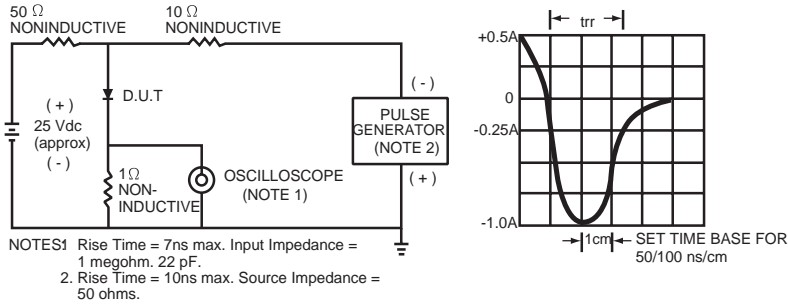 50 Ω
NONINDUCTIVE
10 Ω
NONINDUCTIVE
D.U.T
( + )
25 Vdc
(approx)
( - )
1Ω
NON-
INDUCTIVE
OSCILLOSCOPE
(NOTE 1)
( - )
PULSE
GENERATOR
(NOTE 2)
( + )
NOTES:1 Rise Time = 7ns max. Input Impedance =
1 megohm. 22 pF.
2. Rise Time = 10ns max. Source Impedance =
50 ohms.
trr
+0.5A
0
-0.25A
-1.0A
1cm
SET TIME BASE FOR
50/100 ns/cm